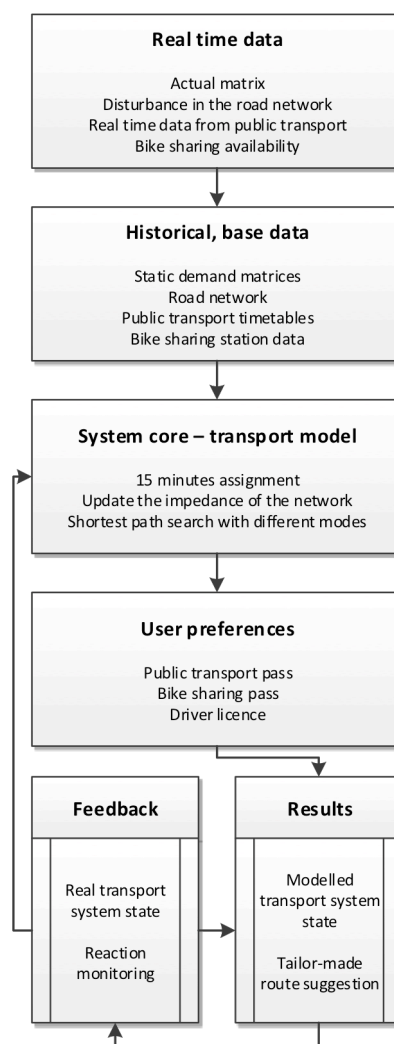 Real time data
Actual matrix
Disturbance in the road network
Real time data from public transport
Bike sharing availability
Historical, base data
Static demand matrices
Road network
Public transport timetables
Bike sharing station data
System core – transport model
15 minutes assignment
Update the impedance of the network
Shortest path search with different modes
User preferences
Public transport pass
Bike sharing pass
Driver licence
Feedback
Real transport
system state
Reaction
monitoring
Results
Modelled
transport system
state
Tailor-made
route suggestion